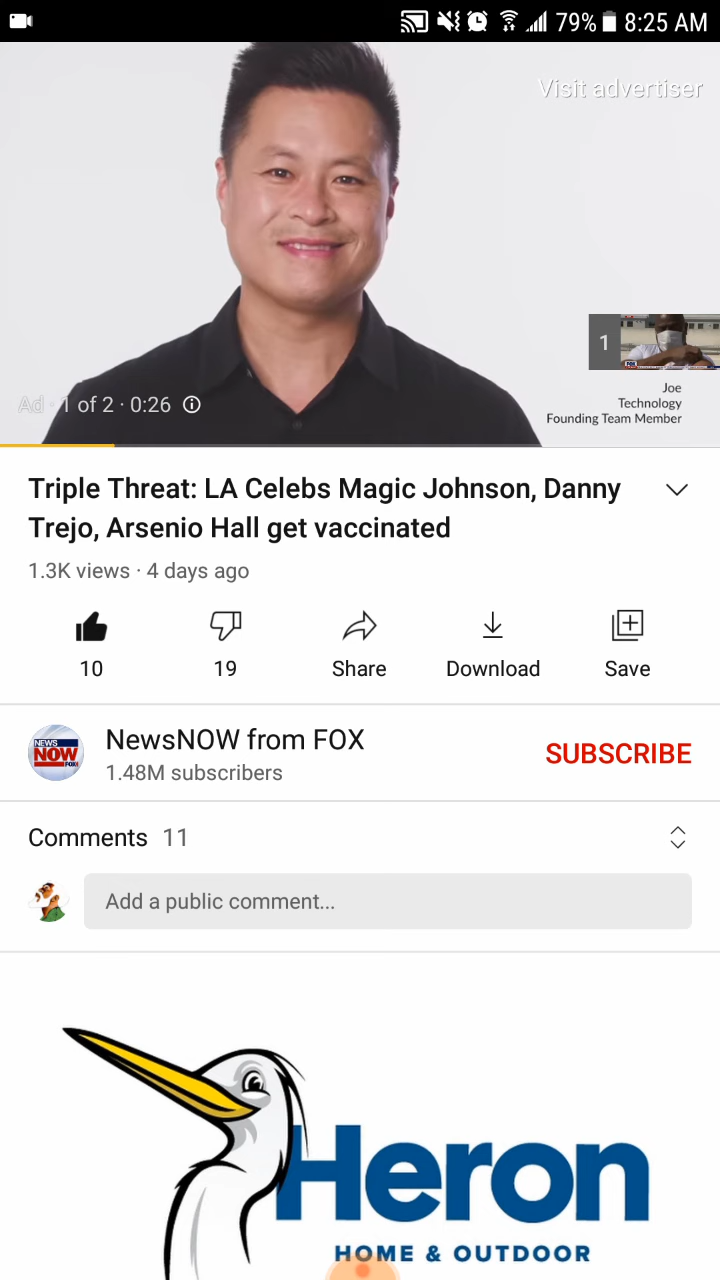 79% 8:25 AM
Visit advertiser
1
Joe
Technology
Founding Team Member
Ad · 1 of 2 · 0:26
Triple Threat: LA Celebs Magic Johnson, Danny
Trejo, Arsenio Hall get vaccinated
1.3K views · 4 days ago
10 19 Share Download Save
NEWS
NOW
FOX
NewsNOW from FOX
1.48M subscribers
SUBSCRIBE
Comments 11
Add a public comment...
Heron
HOME & OUTDOOR